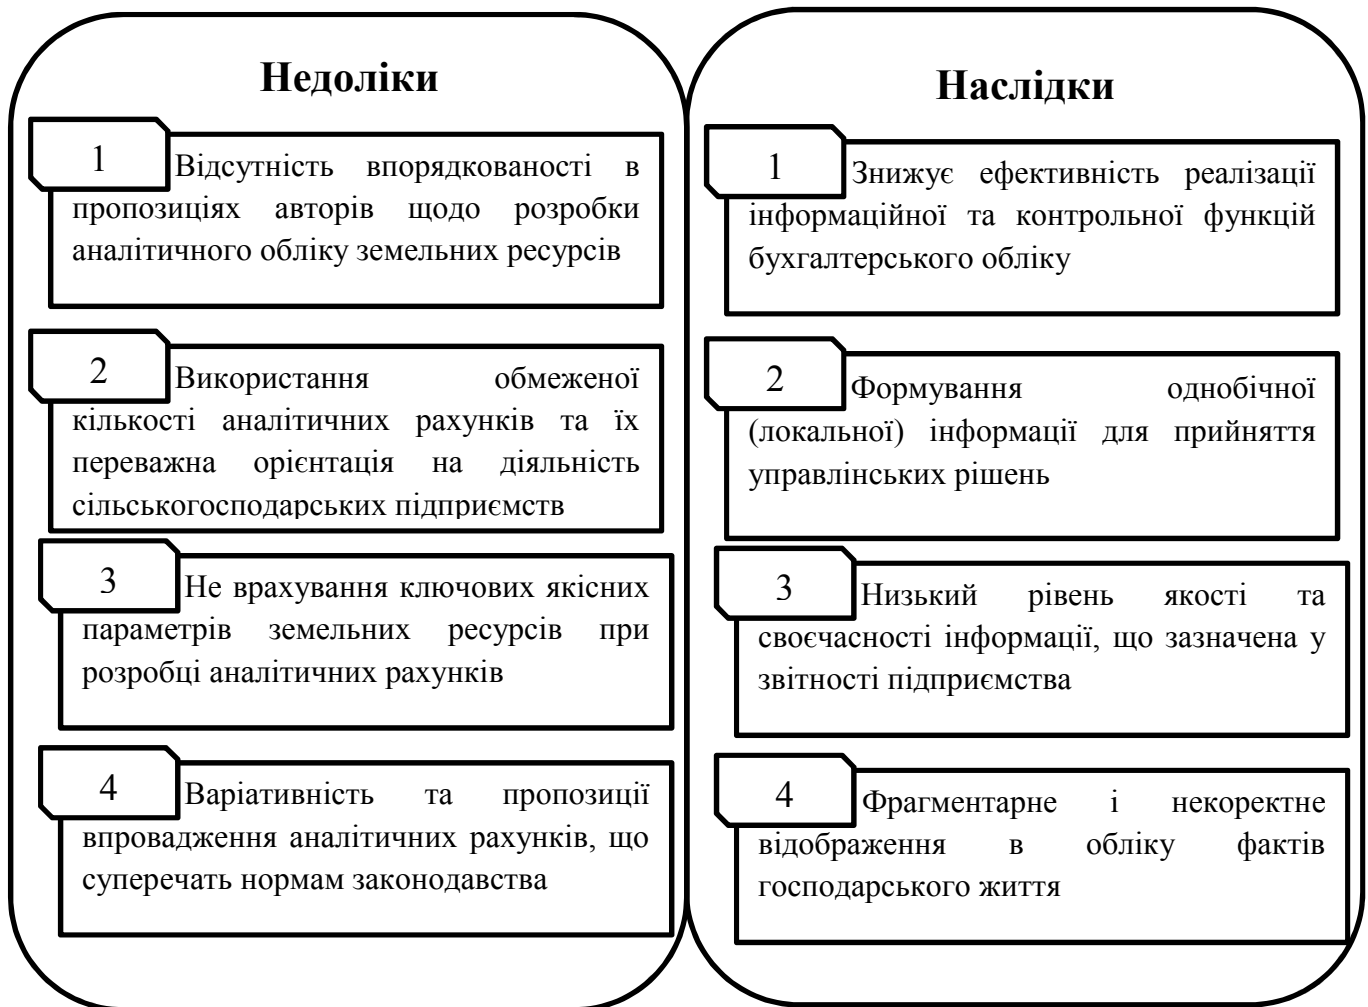 Недоліки
1
Відсутність впорядкованості в
пропозиціях авторів щодо розробки
аналітичного обліку земельних ресурсів
2
Використання обмеженої
кількості аналітичних рахунків та їх
переважна орієнтація на діяльність
сільськогосподарських підприємств
3
Не врахування ключових якісних
параметрів земельних ресурсів при
розробці аналітичних рахунків
4
Варіативність та пропозиції
впровадження аналітичних рахунків, що
суперечать нормам законодавства
Наслідки
1
Знижує ефективність реалізації
інформаційної та контрольної функцій
бухгалтерського обліку
2
Формування однобічної
(локальної) інформації для прийняття
управлінських рішень
3
Низький рівень якості та
своєчасності інформації, що зазначена у
звітності підприємства
4
Фрагментарне і некоректне
відображення в обліку фактів
господарського життя